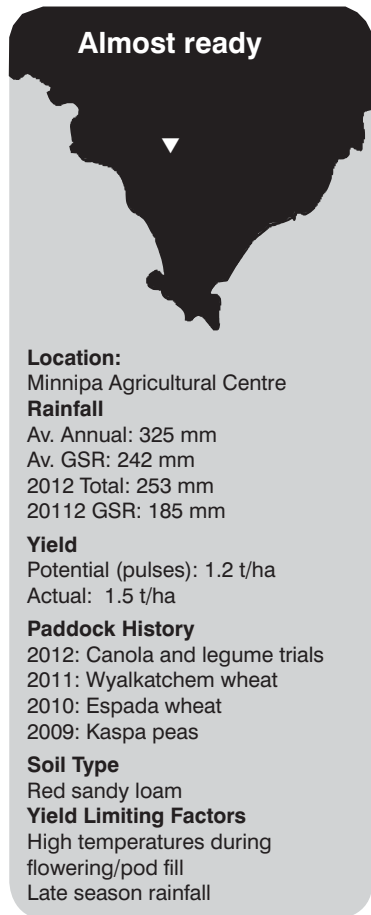 Almost ready
Location:
Minnipa Agricultural Centre
Rainfall
Av. Annual: 325 mm
Av. GSR: 242 mm
2012 Total: 253 mm
20112 GSR: 185 mm
Yield
Potential (pulses): 1.2 t/ha
Actual:  1.5 t/ha
Paddock History
2012: Canola and legume trials
2011: Wyalkatchem wheat
2010: Espada wheat
2009: Kaspa peas
Soil Type
Red sandy loam
Yield Limiting Factors
High temperatures during
flowering/pod fill
Late season rainfall